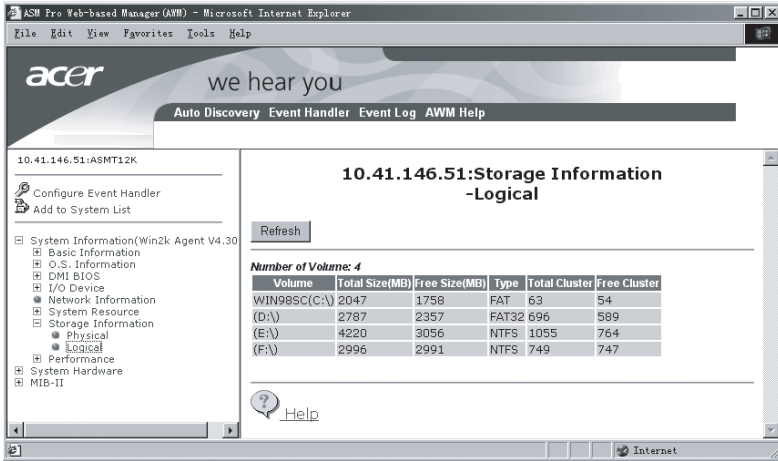 ASM Pro Web-based Manager(AWM) - Microsoft Internet Explorer
File Edit View Favorites Tools Help
acer we hear you
Auto Discovery Event Handler Event Log AWM Help
10.41.146.51:ASMT12K
Configure Event Handler
Add to System List
System Information(Win2k Agent V4.30
Basic Information
O.S. Information
DMI BIOS
I/O Device
Network Information
System Resource
Storage Information
Physical
Logical
Performance
System Hardware
MIB-II
10.41.146.51:Storage Information
-Logical
Refresh
Number of Volume: 4
Volume Total Size(MB) Free Size(MB) Type Total Cluster Free Cluster
WIN98SC(C:\) 2047 1758 FAT 63 54
(D:\) 2787 2357 FAT32 696 589
(E:\) 4220 3056 NTFS 1055 764
(F:\) 2996 2991 NTFS 749 747
Help
Internet